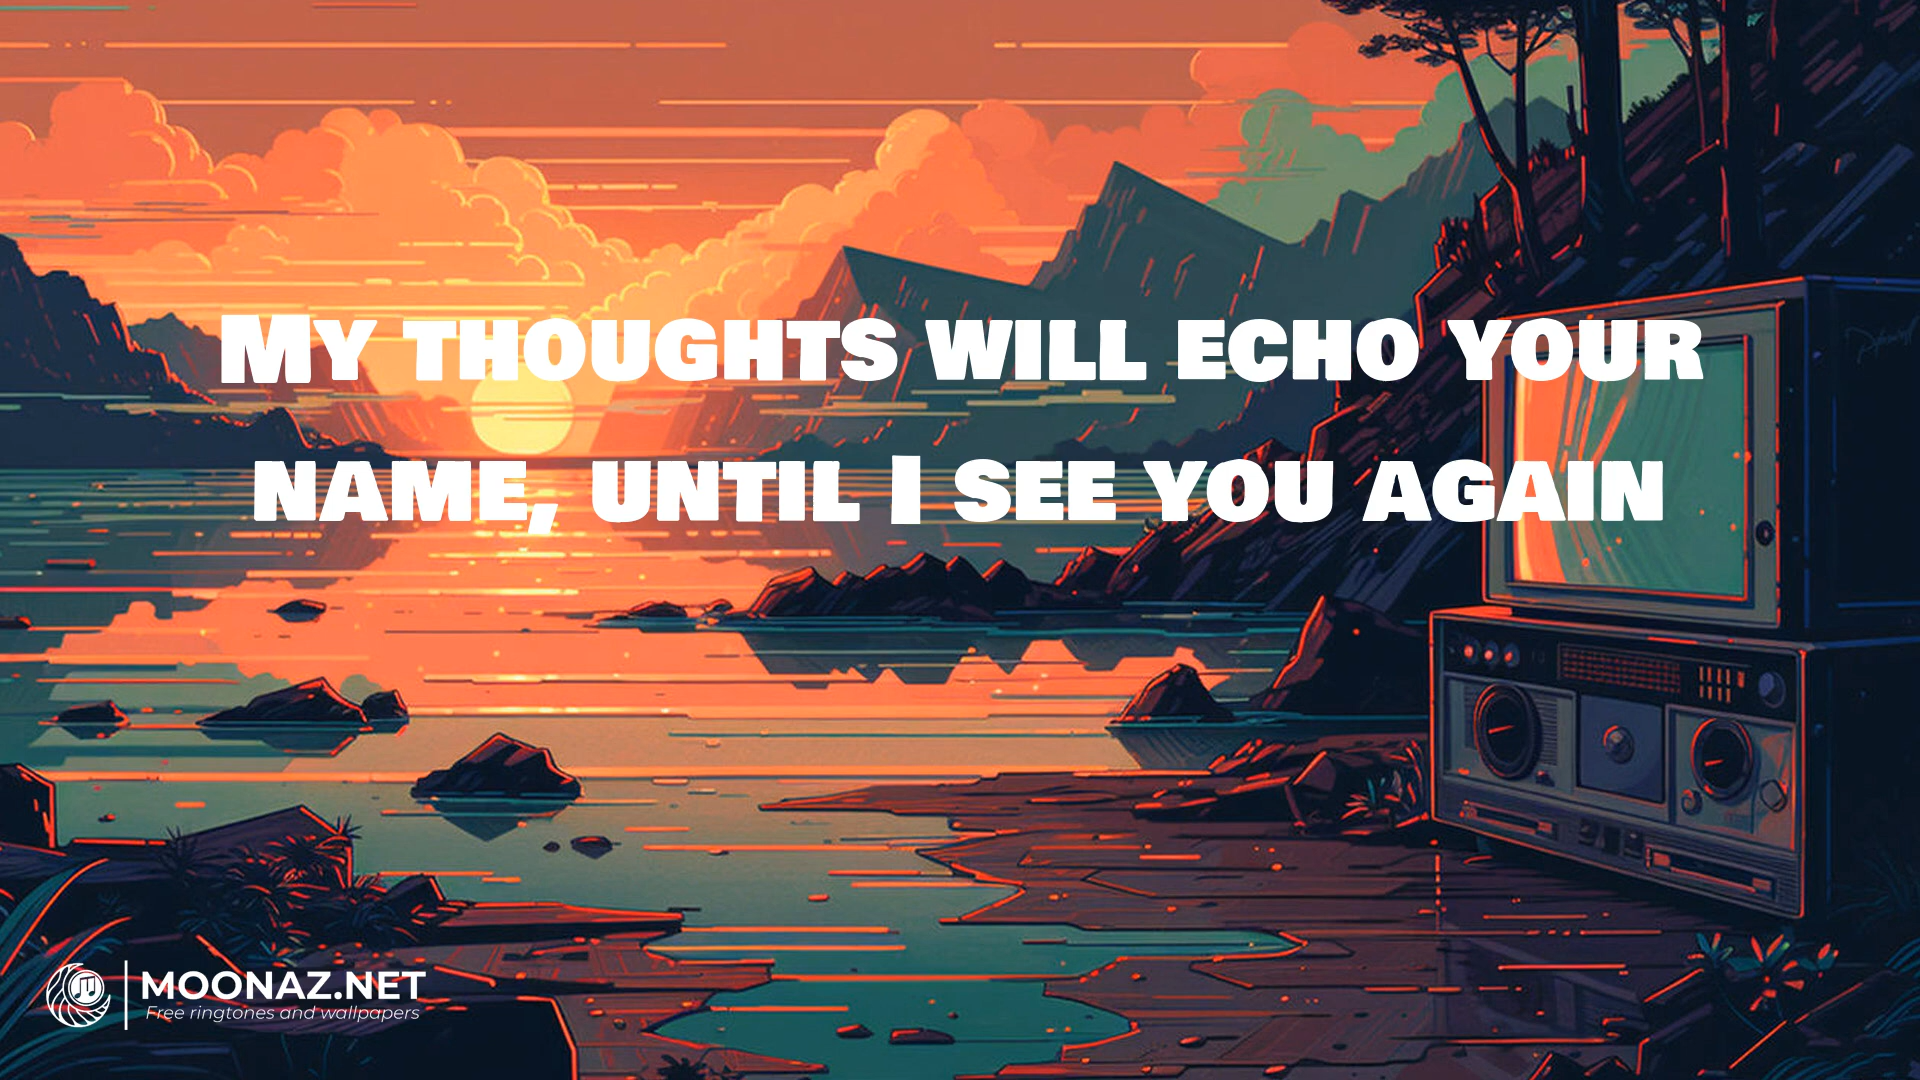 My thoughts will echo your
name, until I see you again
MOONAZ.NET
Free ringtones and wallpapers